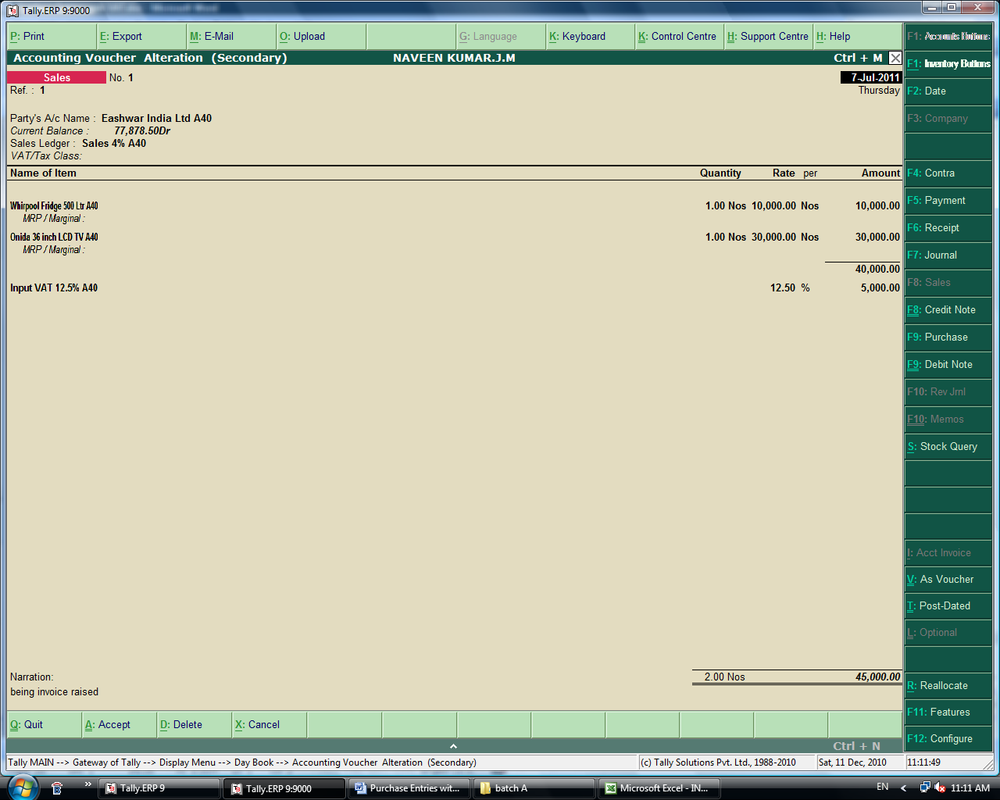 Tally.ERP 9:9000
P: Print E: Export M: E-Mail O: Upload G: Language K: Keyboard K: Control Centre H: Support Centre H: Help
Accounting Voucher Alteration (Secondary) NAVEEN KUMAR.J.M Ctrl + M
Sales No. 1 7-Jul-2011
Ref. : 1 Thursday
Party's A/c Name : Eashwar India Ltd A40
Current Balance : 77,878.50Dr
Sales Ledger : Sales 4% A40
VAT/Tax Class:
Name of Item Quantity Rate per Amount
Whirpool Fridge 500 Ltr A40 1.00 Nos 10,000.00 Nos 10,000.00
MRP / Marginal :
Onida 36 inch LCD TV A40 1.00 Nos 30,000.00 Nos 30,000.00
MRP / Marginal :
40,000.00
Input VAT 12.5% A40 12.50 % 5,000.00
Narration: 2.00 Nos 45,000.00
being invoice raised
F1: Accounts Buttons
F1: Inventory Buttons
F2: Date
F3: Company
F4: Contra
F5: Payment
F6: Receipt
F7: Journal
F8: Sales
F8: Credit Note
F9: Purchase
F9: Debit Note
F10: Rev Jrnl
F10: Memos
S: Stock Query
I: Acct Invoice
V: As Voucher
T: Post-Dated
L: Optional
R: Reallocate
F11: Features
F12: Configure
Q: Quit A: Accept D: Delete X: Cancel
Ctrl + N
Tally MAIN --> Gateway of Tally --> Display Menu --> Day Book --> Accounting Voucher Alteration (Secondary) (c) Tally Solutions Pvt. Ltd., 1988-2010 Sat, 11 Dec, 2010 11:11:49
Tally.ERP 9 Tally.ERP 9:9000 Purchase Entries wit... batch A Microsoft Excel - IN... EN 11:11 AM